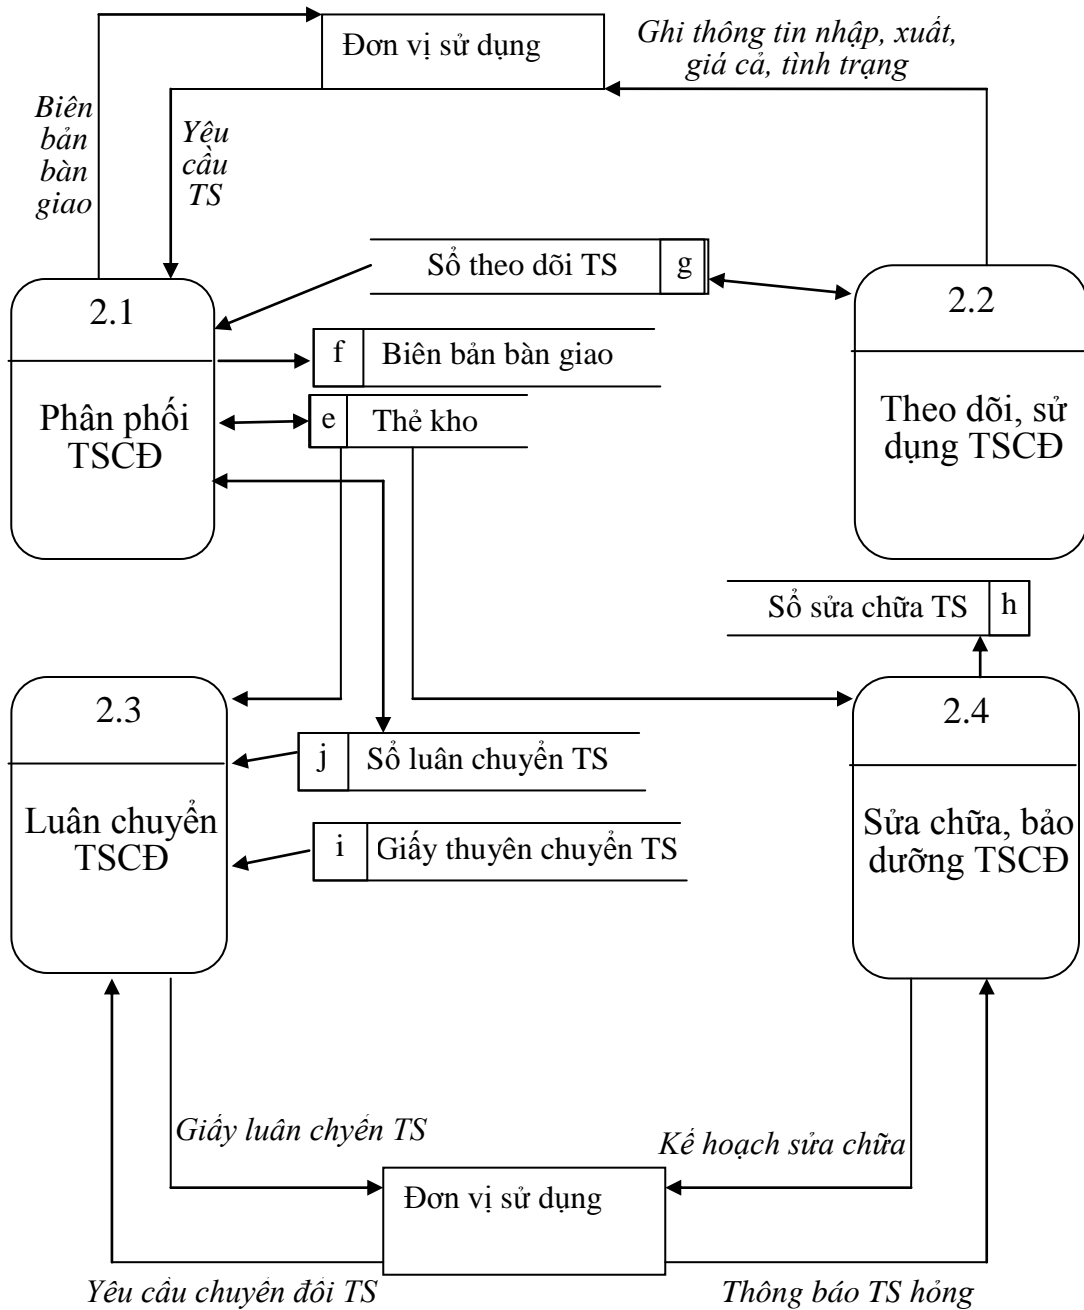 Đơn vị sử dụng
Ghi thông tin nhập, xuất,
giá cả, tình trạng
Biên
bản
bàn
giao
Yêu
cầu
TS
Sổ theo dõi TS
g
2.1
Phân phối
TSCĐ
2.2
Theo dõi, sử
dụng TSCĐ
f
Biên bản bàn giao
e
Thẻ kho
Sổ sửa chữa TS
h
2.3
Luân chuyển
TSCĐ
2.4
Sửa chữa, bảo
dưỡng TSCĐ
j
Sổ luân chuyển TS
i
Giấy thuyên chuyển TS
Giấy luân chyển TS
Kế hoạch sửa chữa
Đơn vị sử dụng
Yêu cầu chuyển đổi TS
Thông báo TS hỏng